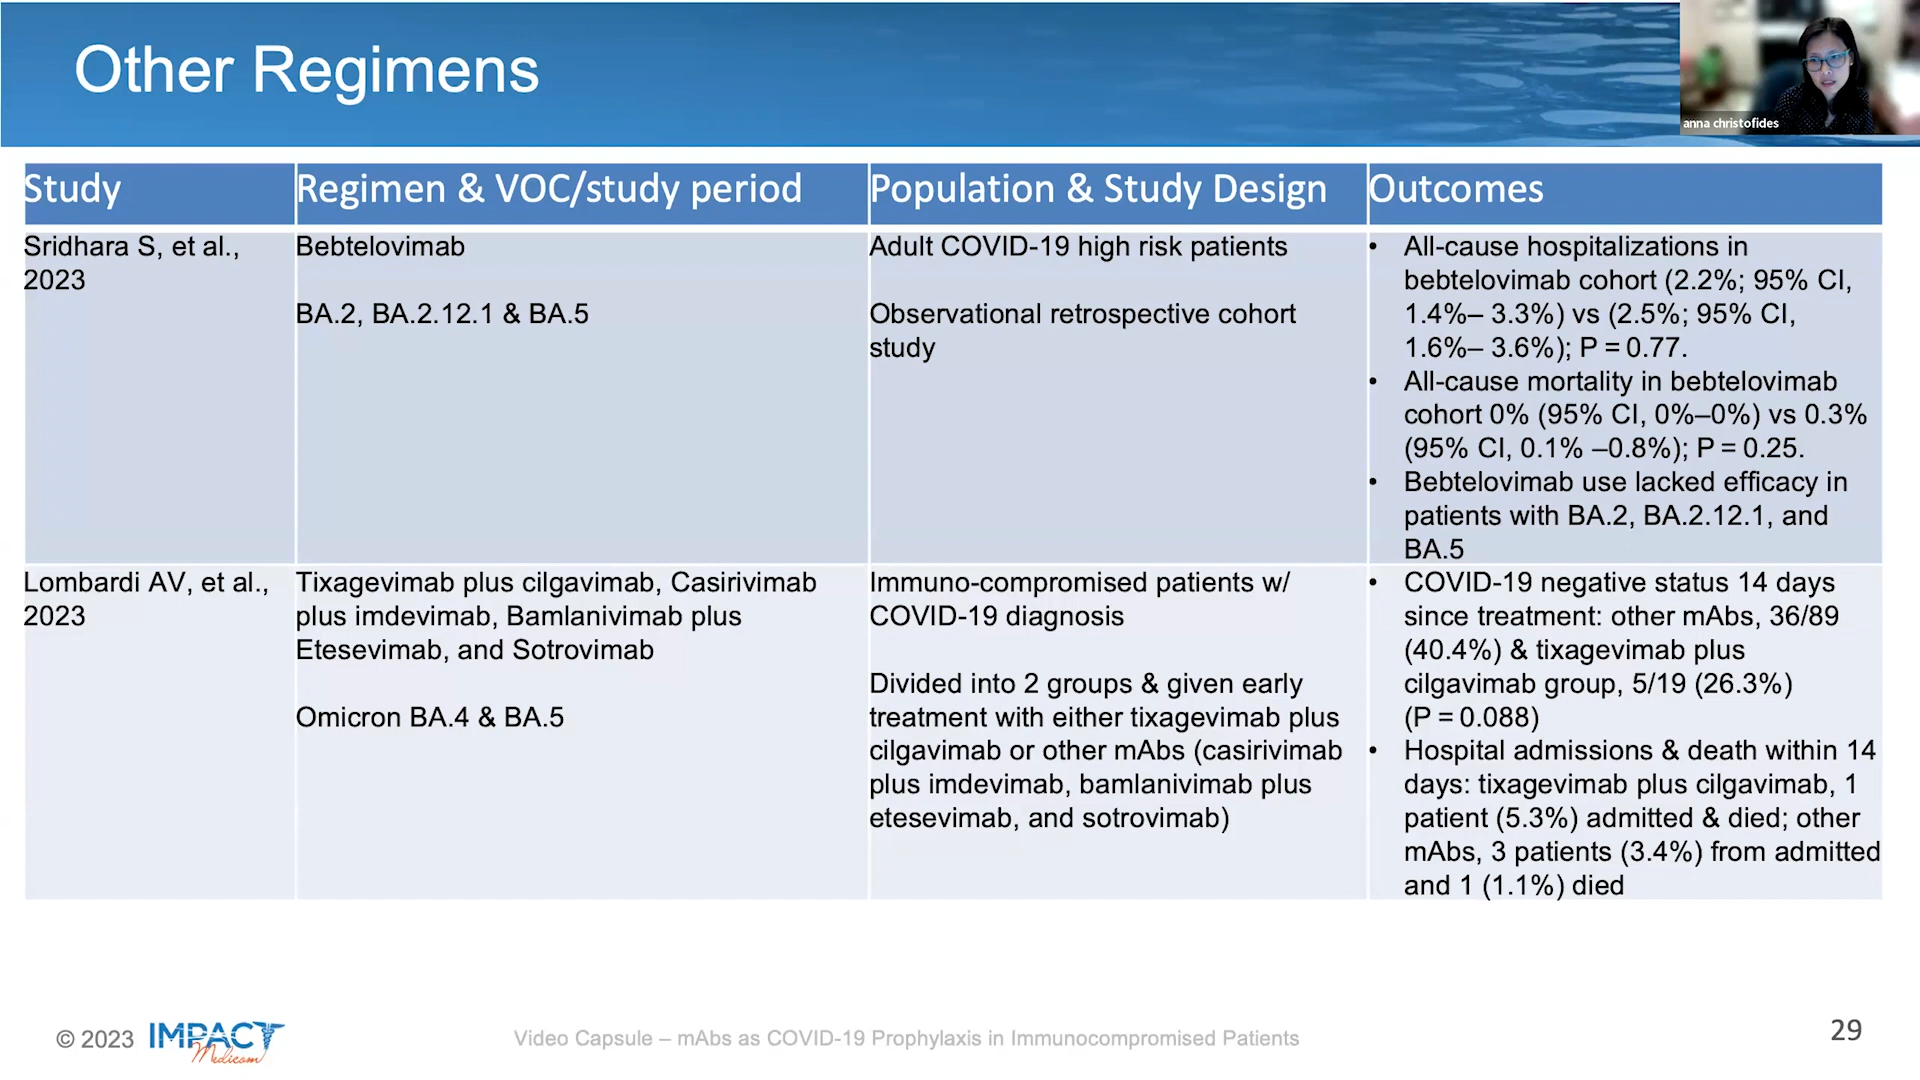 Other Regimens
anna christofides
Study
Regimen & VOC/study period
Population & Study Design
Outcomes
Sridhara S, et al.,
2023
Bebtelovimab
BA.2, BA.2.12.1 & BA.5
Adult COVID-19 high risk patients
Observational retrospective cohort
study
• All-cause hospitalizations in
bebtelovimab cohort (2.2%; 95% CI,
1.4%– 3.3%) vs (2.5%; 95% CI,
1.6%– 3.6%); P = 0.77.
• All-cause mortality in bebtelovimab
cohort 0% (95% CI, 0%–0%) vs 0.3%
(95% CI, 0.1% –0.8%); P = 0.25.
• Bebtelovimab use lacked efficacy in
patients with BA.2, BA.2.12.1, and
BA.5
Lombardi AV, et al.,
2023
Tixagevimab plus cilgavimab, Casirivimab
plus imdevimab, Bamlanivimab plus
Etesevimab, and Sotrovimab
Omicron BA.4 & BA.5
Immuno-compromised patients w/
COVID-19 diagnosis
Divided into 2 groups & given early
treatment with either tixagevimab plus
cilgavimab or other mAbs (casirivimab
plus imdevimab, bamlanivimab plus
etesevimab, and sotrovimab)
• COVID-19 negative status 14 days
since treatment: other mAbs, 36/89
(40.4%) & tixagevimab plus
cilgavimab group, 5/19 (26.3%)
(P = 0.088)
• Hospital admissions & death within 14
days: tixagevimab plus cilgavimab, 1
patient (5.3%) admitted & died; other
mAbs, 3 patients (3.4%) from admitted
and 1 (1.1%) died
© 2023 IMPACT
Medicom
Video Capsule – mAbs as COVID-19 Prophylaxis in Immunocompromised Patients
29